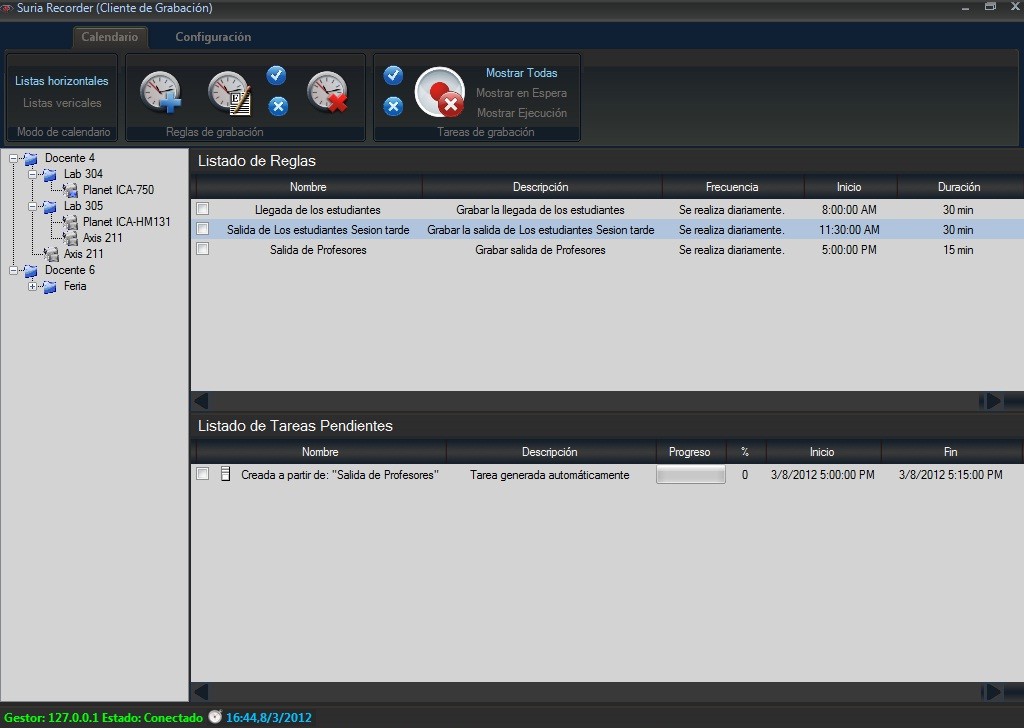 Suria Recorder (Cliente de Grabación)
Calendario Configuración
Listas horizontales
Listas vericales
Modo de calendario
Reglas de grabación
Mostrar Todas
Mostrar en Espera
Mostrar Ejecución
Tareas de grabación
Docente 4
Lab 304
Planet ICA-750
Lab 305
Planet ICA-HM131
Axis 211
Axis 211
Docente 6
Feria
Listado de Reglas
Nombre Descripción Frecuencia Inicio Duración
Llegada de los estudiantes Grabar la llegada de los estudiantes Se realiza diariamente. 8:00:00 AM 30 min
Salida de Los estudiantes Sesion tarde Grabar la salida de Los estudiantes Sesion tarde Se realiza diariamente. 11:30:00 AM 30 min
Salida de Profesores Grabar salida de Profesores Se realiza diariamente. 5:00:00 PM 15 min
Listado de Tareas Pendientes
Nombre Descripción Progreso % Inicio Fin
Creada a partir de: "Salida de Profesores" Tarea generada automáticamente 0 3/8/2012 5:00:00 PM 3/8/2012 5:15:00 PM
Gestor: 127.0.0.1 Estado: Conectado 16:44,8/3/2012